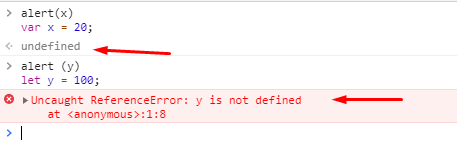 > alert(x)
var x = 20;
undefined
> alert (y)
let y = 100;
Uncaught ReferenceError: y is not defined
at <anonymous>:1:8
>